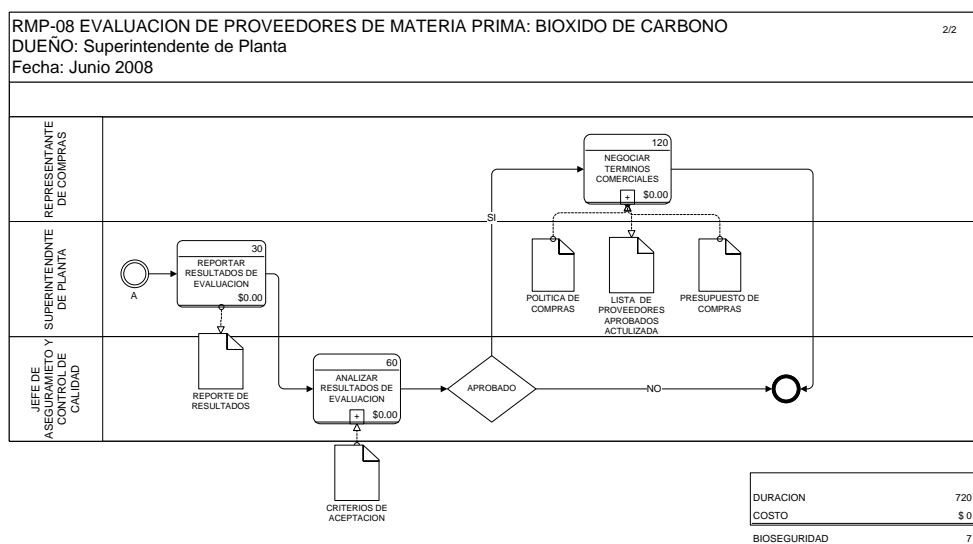 RMP-08 EVALUACION DE PROVEEDORES DE MATERIA PRIMA: BIOXIDO DE CARBONO
2/2
DUEÑO: Superintendente de Planta
Fecha: Junio 2008
REPRESENTANTE
DE COMPRAS
120
NEGOCIAR
TERMINOS
COMERCIALES
+
$0.00
SI
SUPERINTENDNTE
DE PLANTA
A
30
REPORTAR
RESULTADOS DE
EVALUACION
$0.00
POLITICA DE
COMPRAS
LISTA DE
PROVEEDORES
APROBADOS
ACTULIZADA
PRESUPUESTO DE
COMPRAS
JEFE DE
ASEGURAMIETO Y
CONTROL DE
CALIDAD
REPORTE DE
RESULTADOS
60
ANALIZAR
RESULTADOS DE
EVALUACION
+
$0.00
APROBADO
NO
CRITERIOS DE
ACEPTACION
DURACION 720
COSTO $ 0
BIOSEGURIDAD 7